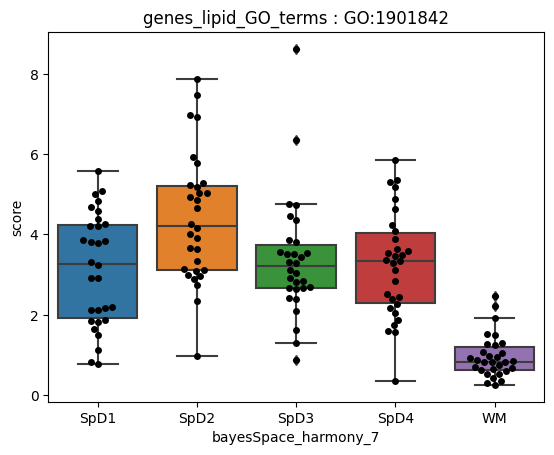 genes_lipid_GO_terms : GO:1901842
8
6
4
2
0
score
SpD1 SpD2 SpD3 SpD4 WM
bayesSpace_harmony_7